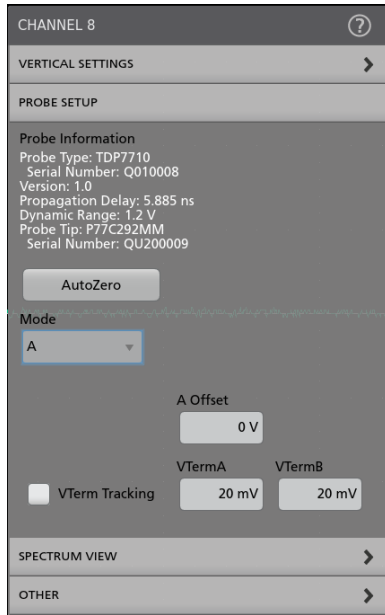 CHANNEL 8
?
VERTICAL SETTINGS
PROBE SETUP
Probe Information
Probe Type: TDP7710
Serial Number: Q010008
Version: 1.0
Propagation Delay: 5.885 ns
Dynamic Range: 1.2 V
Probe Tip: P77C292MM
Serial Number: QU200009
AutoZero
Mode
A
A Offset
0 V
VTermA VTermB
VTerm Tracking 20 mV 20 mV
SPECTRUM VIEW
OTHER